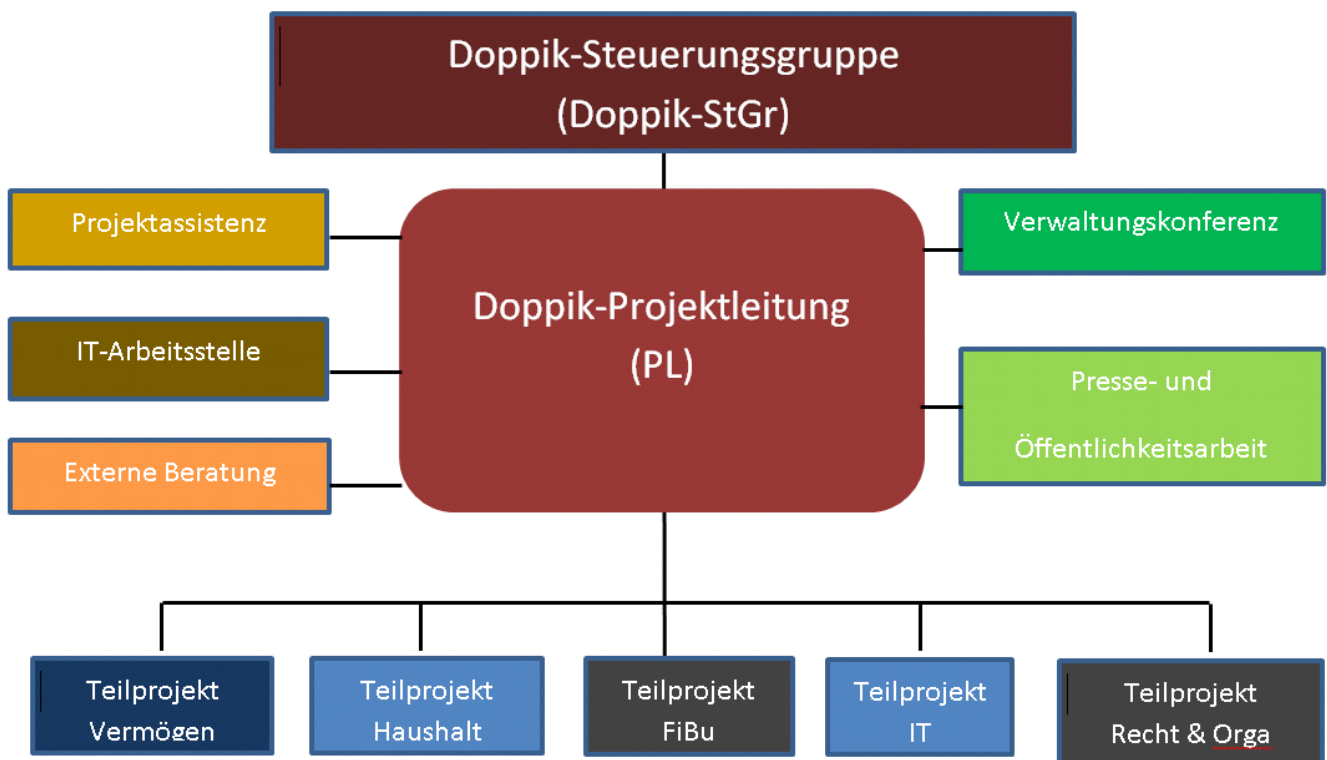 Doppik-Steuerungsgruppe
(Doppik-StGr)
Projektassistenz
Verwaltungskonferenz
Doppik-Projektleitung
(PL)
IT-Arbeitsstelle
Presse- und
Öffentlichkeitsarbeit
Externe Beratung
Teilprojekt
Vermögen
Teilprojekt
Haushalt
Teilprojekt
FiBu
Teilprojekt
IT
Teilprojekt
Recht & Orga